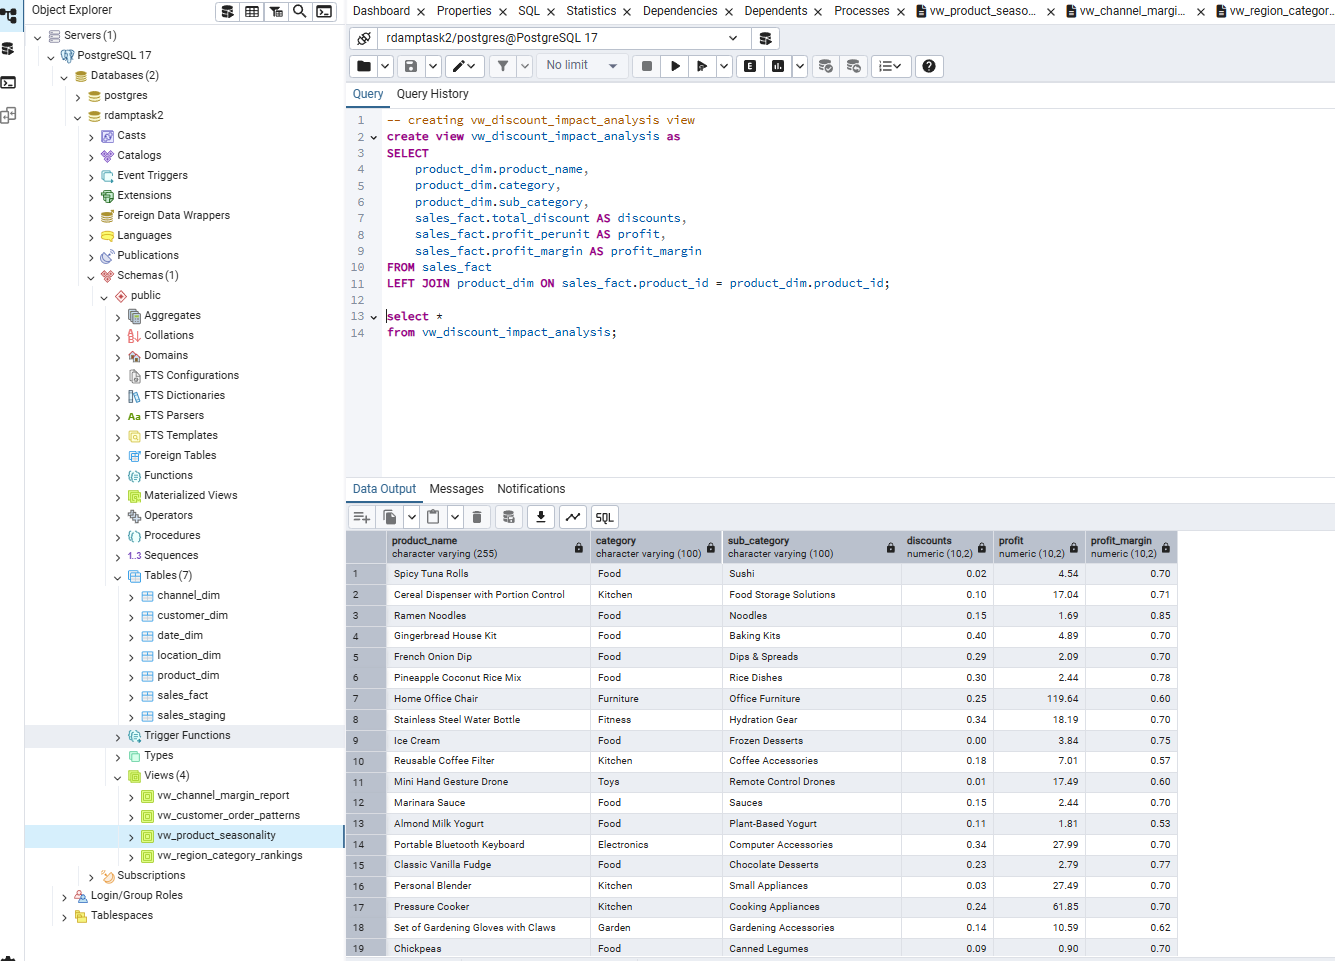 Object Explorer
Servers (1)
PostgreSQL 17
Databases (2)
postgres
rdamptask2
Casts
Catalogs
Event Triggers
Extensions
Foreign Data Wrappers
Languages
Publications
Schemas (1)
public
Aggregates
Collations
Domains
FTS Configurations
FTS Dictionaries
Aa FTS Parsers
FTS Templates
Foreign Tables
Functions
Materialized Views
Operators
Procedures
1..3 Sequences
Tables (7)
channel_dim
customer_dim
date_dim
location_dim
product_dim
sales_fact
sales_staging
Trigger Functions
Types
Views (4)
vw_channel_margin_report
vw_customer_order_patterns
vw_product_seasonality
vw_region_category_rankings
Subscriptions
Login/Group Roles
Tablespaces
Dashboard Properties SQL Statistics Dependencies Dependents Processes vw_product_seaso... vw_channel_margi... vw_region_categor..
rdamptask2/postgres@PostgreSQL 17
No limit E
Query Query History
1 -- creating vw_discount_impact_analysis view
2 create view vw_discount_impact_analysis as
3 SELECT
4 product_dim.product_name,
5 product_dim.category,
6 product_dim.sub_category,
7 sales_fact.total_discount AS discounts,
8 sales_fact.profit_perunit AS profit,
9 sales_fact.profit_margin AS profit_margin
10 FROM sales_fact
11 LEFT JOIN product_dim ON sales_fact.product_id = product_dim.product_id;
12
13 select *
14 from vw_discount_impact_analysis;
Data Output Messages Notifications
SQL
product_name category sub_category discounts profit profit_margin
character varying (255) character varying (100) character varying (100) numeric (10,2) numeric (10,2) numeric (10,2)
1 Spicy Tuna Rolls Food Sushi 0.02 4.54 0.70
2 Cereal Dispenser with Portion Control Kitchen Food Storage Solutions 0.10 17.04 0.71
3 Ramen Noodles Food Noodles 0.15 1.69 0.85
4 Gingerbread House Kit Food Baking Kits 0.40 4.89 0.70
5 French Onion Dip Food Dips & Spreads 0.29 2.09 0.70
6 Pineapple Coconut Rice Mix Food Rice Dishes 0.30 2.44 0.78
7 Home Office Chair Furniture Office Furniture 0.25 119.64 0.60
8 Stainless Steel Water Bottle Fitness Hydration Gear 0.34 18.19 0.70
9 Ice Cream Food Frozen Desserts 0.00 3.84 0.75
10 Reusable Coffee Filter Kitchen Coffee Accessories 0.18 7.01 0.57
11 Mini Hand Gesture Drone Toys Remote Control Drones 0.01 17.49 0.60
12 Marinara Sauce Food Sauces 0.15 2.44 0.70
13 Almond Milk Yogurt Food Plant-Based Yogurt 0.11 1.81 0.53
14 Portable Bluetooth Keyboard Electronics Computer Accessories 0.34 27.99 0.70
15 Classic Vanilla Fudge Food Chocolate Desserts 0.23 2.79 0.77
16 Personal Blender Kitchen Small Appliances 0.03 27.49 0.70
17 Pressure Cooker Kitchen Cooking Appliances 0.24 61.85 0.70
18 Set of Gardening Gloves with Claws Garden Gardening Accessories 0.14 10.59 0.62
19 Chickpeas Food Canned Legumes 0.09 0.90 0.70